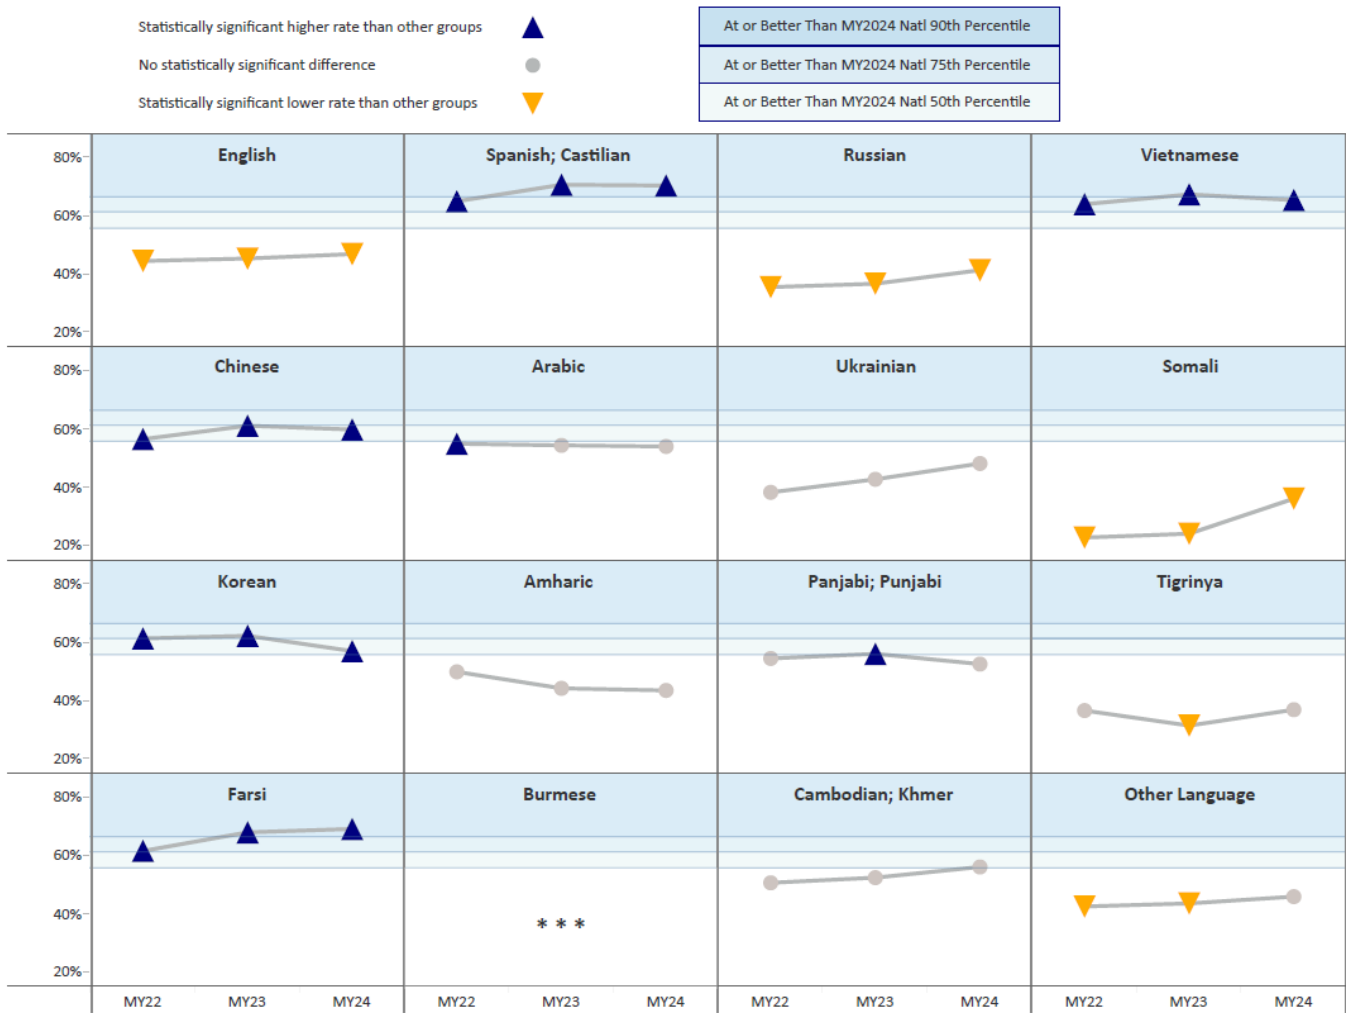 Statistically significant higher rate than other groups
At or Better Than MY2024 Natl 90th Percentile
No statistically significant difference
At or Better Than MY2024 Natl 75th Percentile
Statistically significant lower rate than other groups
At or Better Than MY2024 Natl 50th Percentile
English
Spanish; Castilian
Russian
Vietnamese
80%
60%
40%
20%
Chinese
Arabic
Ukrainian
Somali
80%
60%
40%
20%
Korean
Amharic
Panjabi; Punjabi
Tigrinya
80%
60%
40%
20%
Farsi
Burmese
Cambodian; Khmer
Other Language
80%
60%
40%
20%
* * *
MY22 MY23 MY24 MY22 MY23 MY24 MY22 MY23 MY24 MY22 MY23 MY24